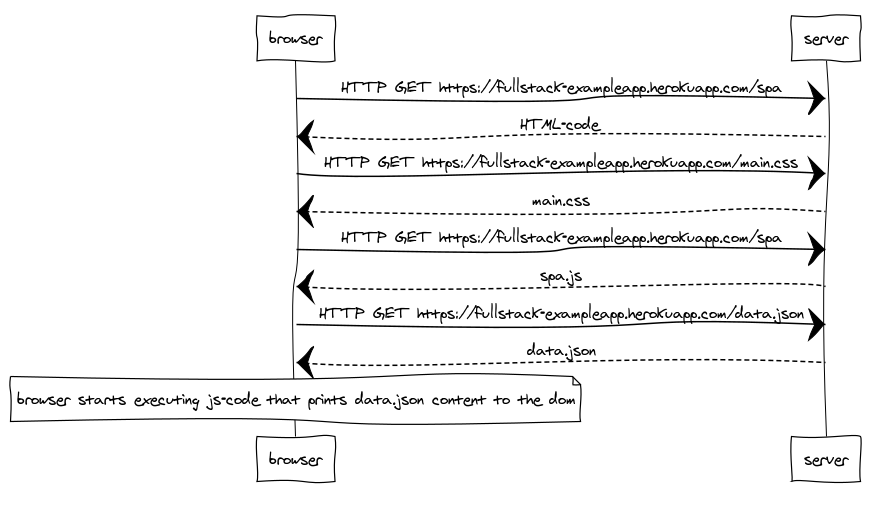 browser
server
HTTP GET https://fullstack-exampleapp.herokuapp.com/spa
HTML-code
HTTP GET https://fullstack-exampleapp.herokuapp.com/main.css
main.css
HTTP GET https://fullstack-exampleapp.herokuapp.com/spa
spa.js
HTTP GET https://fullstack-exampleapp.herokuapp.com/data.json
data.json
browser starts executing js-code that prints data.json content to the dom
browser
server